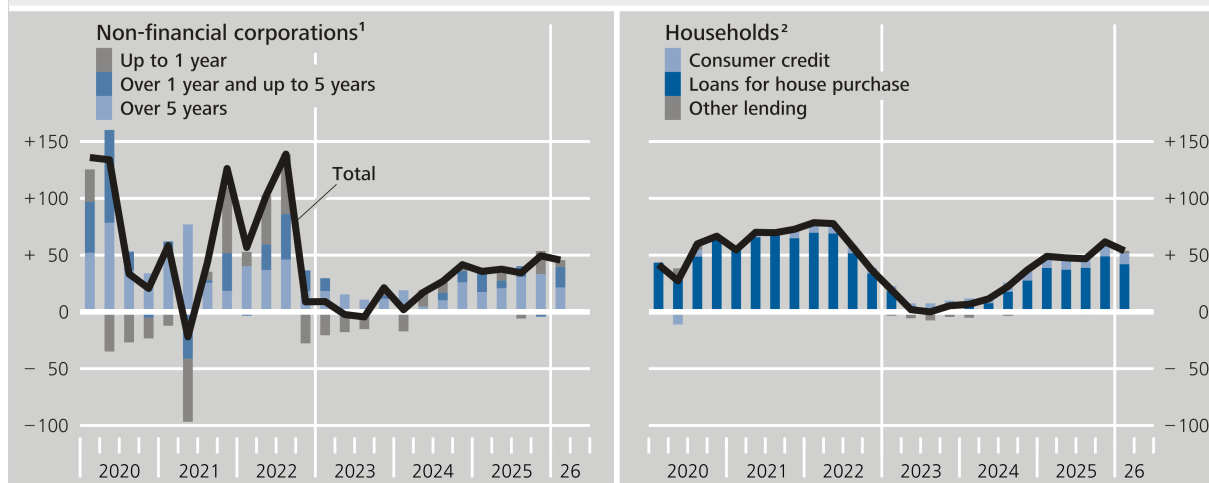 Non-financial corporations¹
Up to 1 year
Over 1 year and up to 5 years
Over 5 years
Total
+150
+100
+ 50
0
− 50
−100
2020 2021 2022 2023 2024 2025 26
Households²
Consumer credit
Loans for house purchase
Other lending
+150
+100
+ 50
0
− 50
−100
2020 2021 2022 2023 2024 2025 26